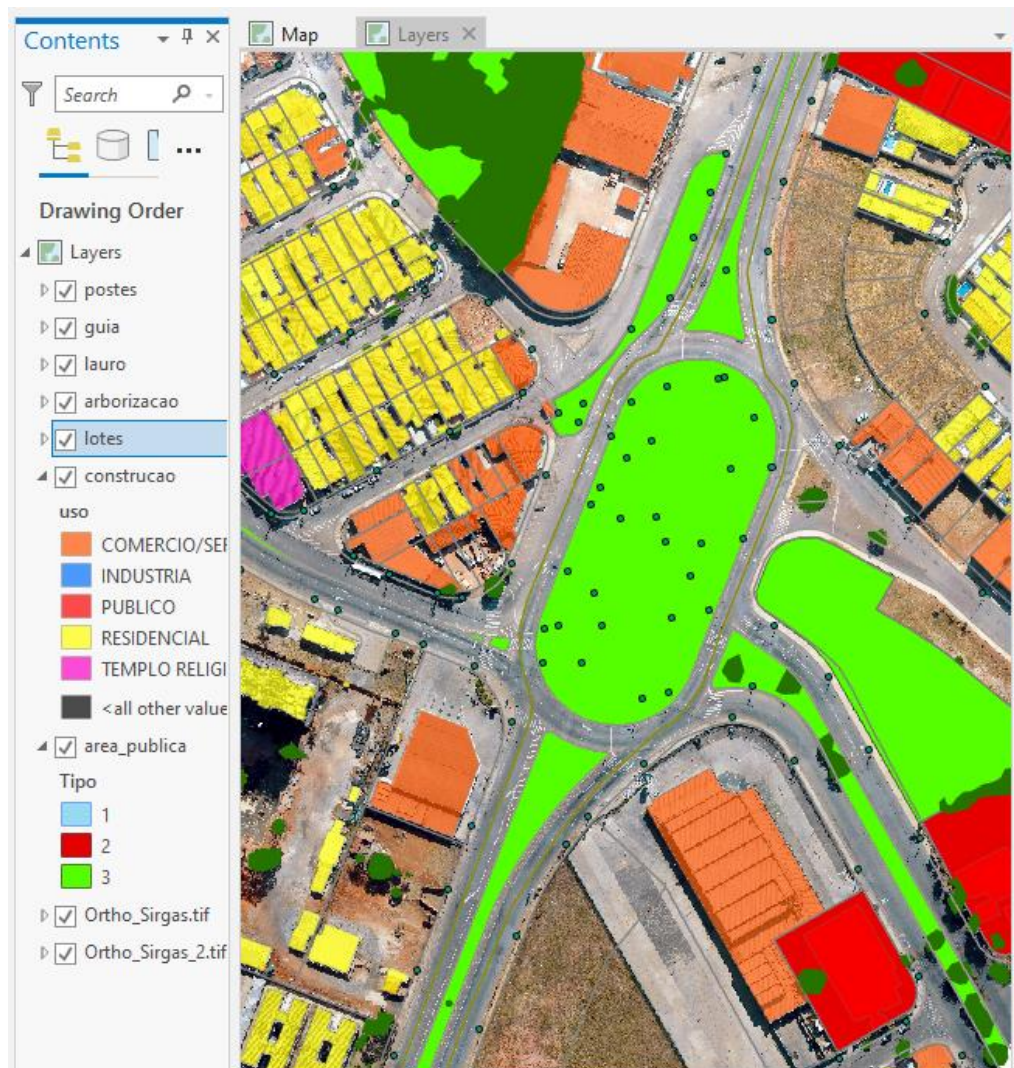 Contents
Map
Layers
Search
Drawing Order
Layers
postes
guia
lauro
arborizacao
lotes
construcao
uso
COMERCIO/SEF
INDUSTRIA
PUBLICO
RESIDENCIAL
TEMPLO RELIGI
<all other value
area_publica
Tipo
1
2
3
Ortho_Sirgas.tif
Ortho_Sirgas_2.tif